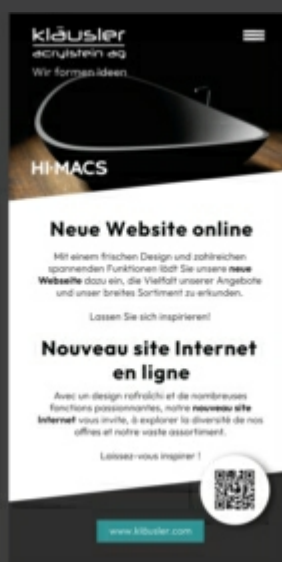 kläusler
acrylstein ag
Wir formen Ideen
HI-MACS
Neue Website online
Mit einem frischen Design und zahlreichen
spannenden Funktionen lädt Sie unsere neue
Webseite dazu ein, die Vielfalt unserer Angebote
und unser breites Sortiment zu erkunden.
Lassen Sie sich inspirieren!
Nouveau site Internet
en ligne
Avec un design rafraîchi et de nombreuses
fonctions passionnantes, notre nouveau site
Internet vous invite, à explorer la diversité de nos
offres et notre vaste assortiment.
Laissez-vous inspirer !
www.kläusler.com